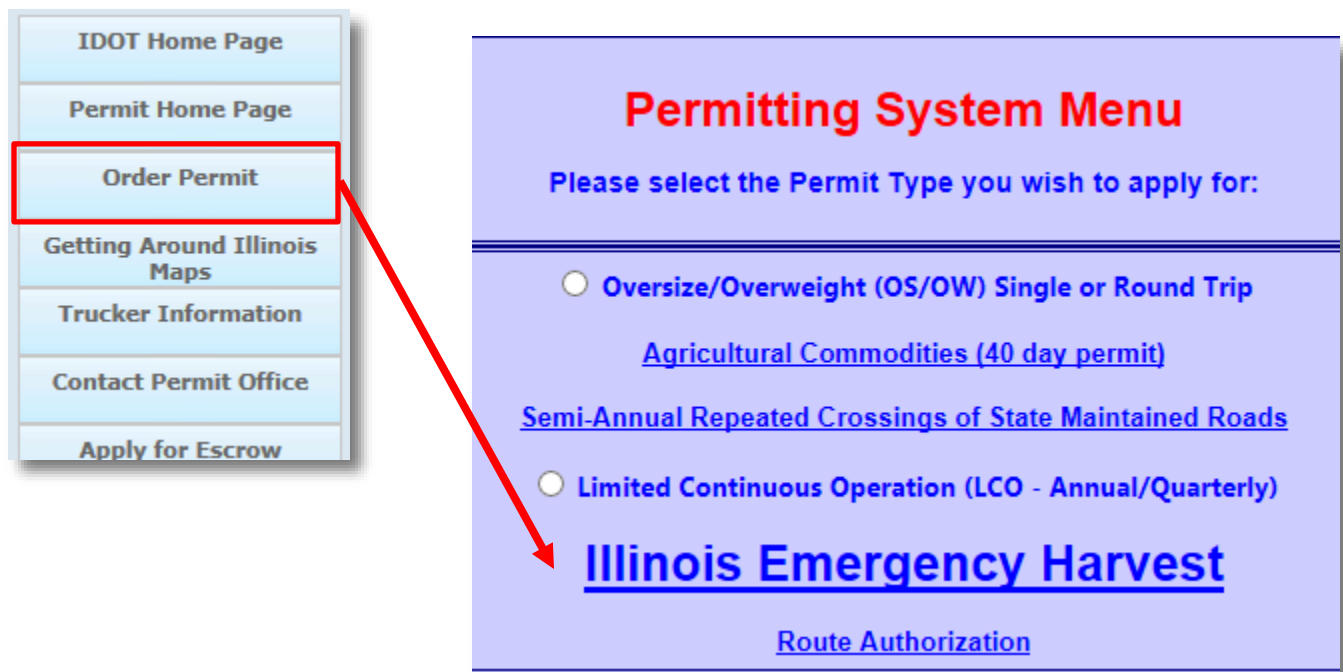 IDOT Home Page
Permit Home Page
Order Permit
Getting Around Illinois
Maps
Trucker Information
Contact Permit Office
Apply for Escrow
Permitting System Menu
Please select the Permit Type you wish to apply for:
Oversize/Overweight (OS/OW) Single or Round Trip
Agricultural Commodities (40 day permit)
Semi-Annual Repeated Crossings of State Maintained Roads
Limited Continuous Operation (LCO - Annual/Quarterly)
Illinois Emergency Harvest
Route Authorization